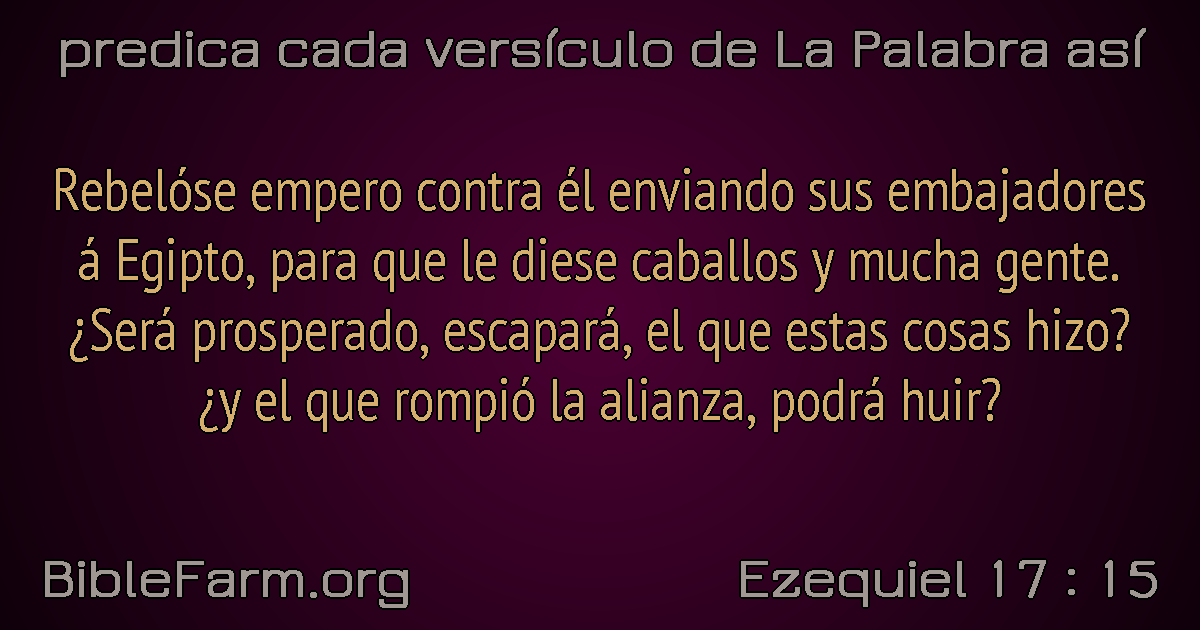 predica cada versículo de La Palabra así
Rebelóse empero contra él enviando sus embajadores
á Egipto, para que le diese caballos y mucha gente.
¿Será prosperado, escapará, el que estas cosas hizo?
¿y el que rompió la alianza, podrá huir?
BibleFarm.org
Ezequiel 17 : 15